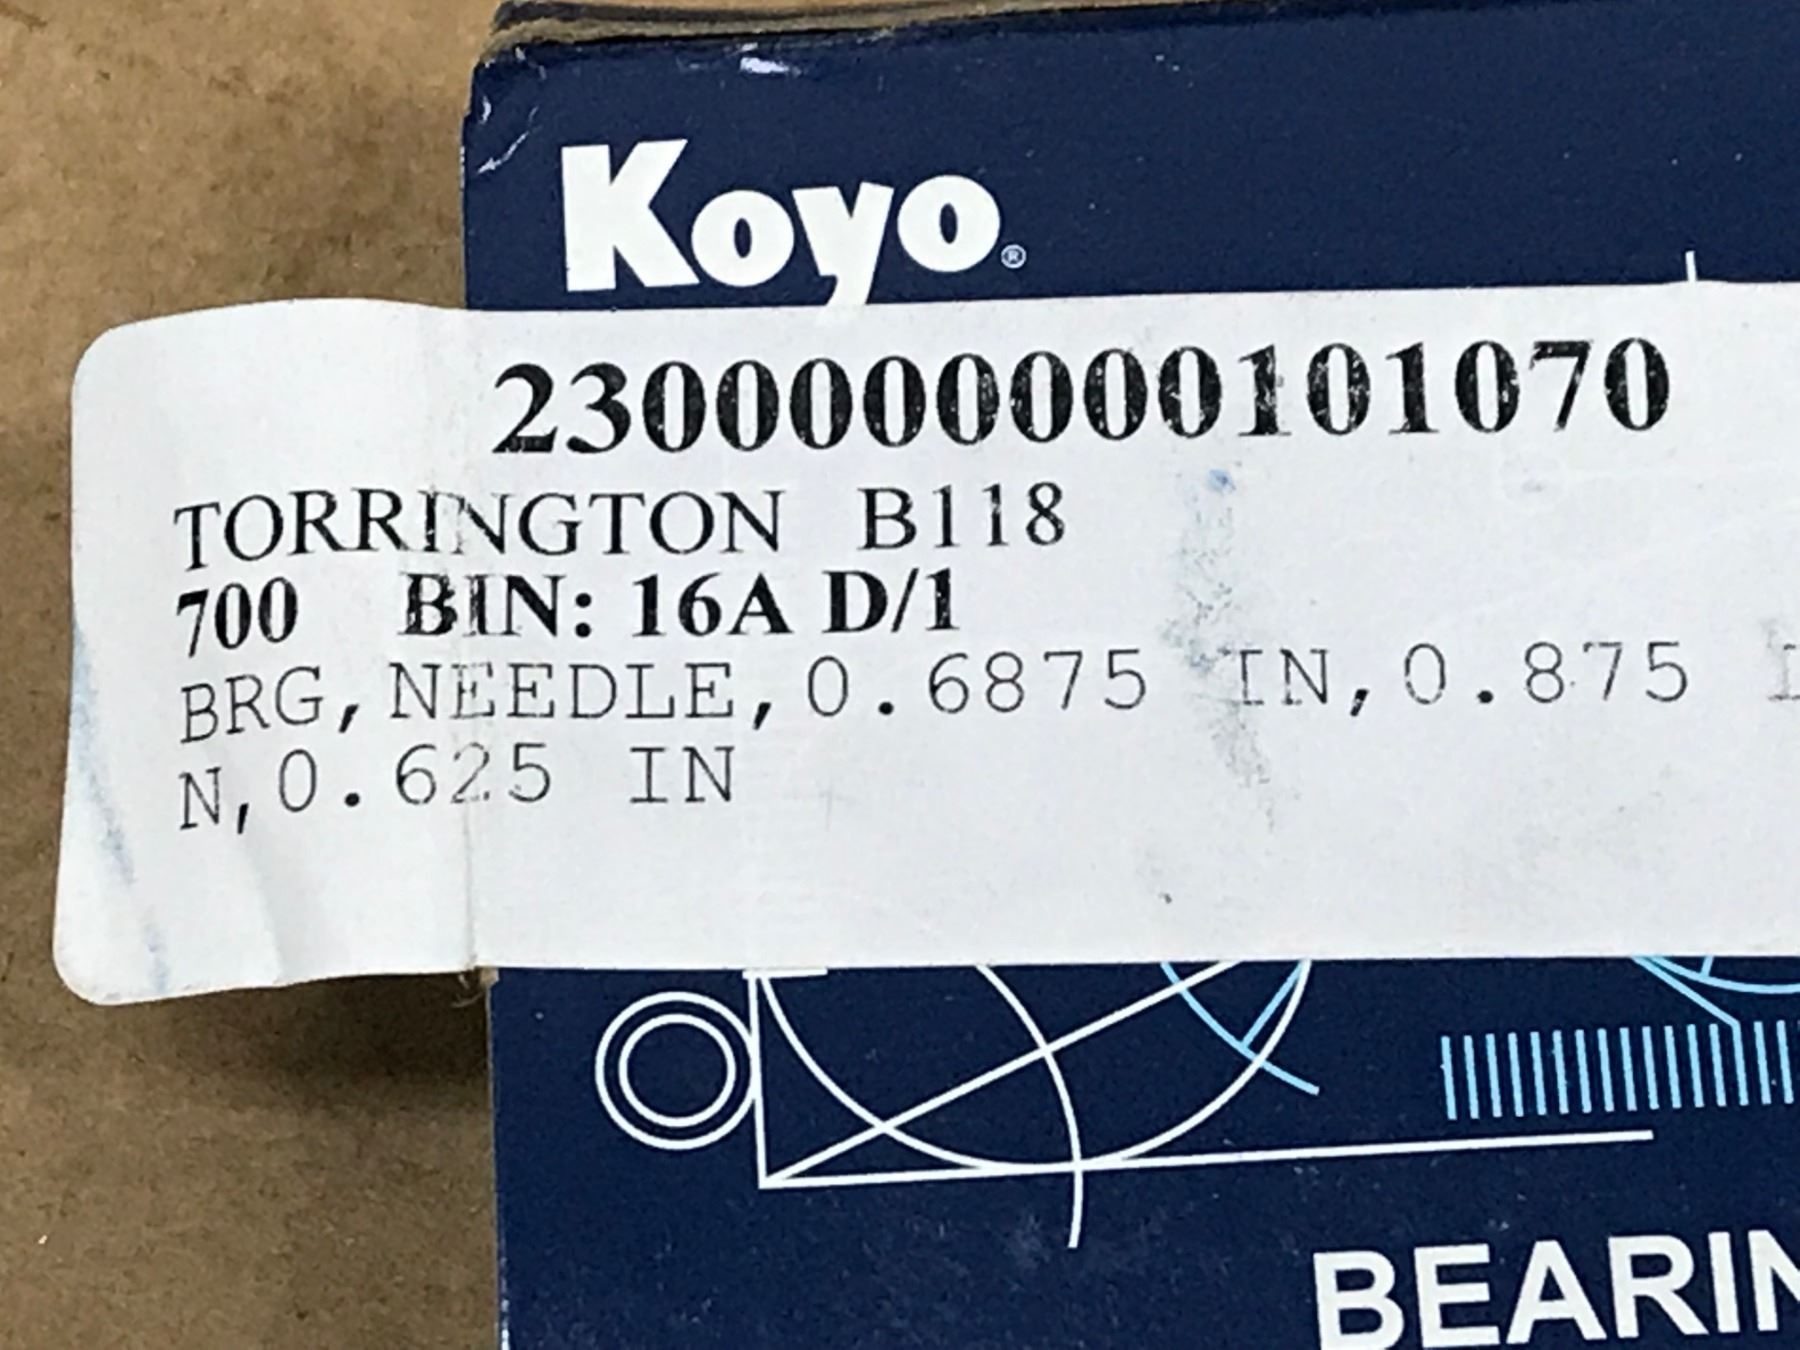 Koyo®
2300000000101070
TORRINGTON B118
700 BIN: 16A D/1
BRG,NEEDLE,0.6875 IN,0.875 I
N,0.625 IN
BEARIN